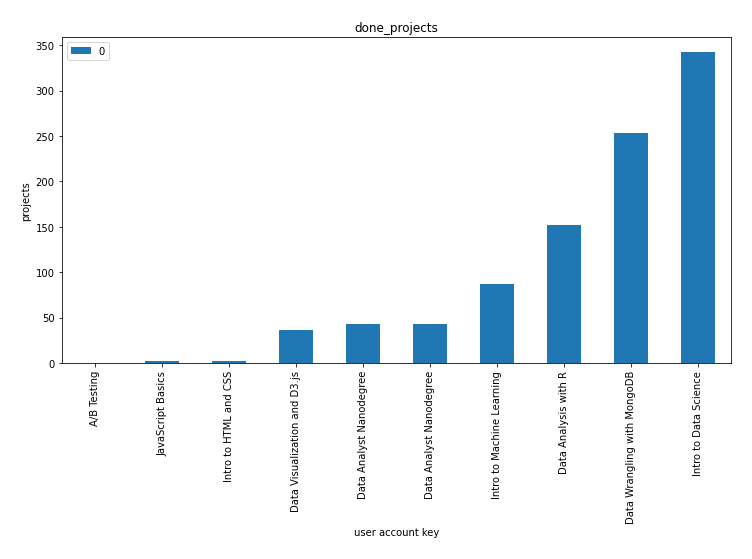 done_projects
0
350
300
250
200
150
100
50
0
projects
A/B Testing
JavaScript Basics
Intro to HTML and CSS
Data Visualization and D3.js
Data Analyst Nanodegree
Data Analyst Nanodegree
Intro to Machine Learning
Data Analysis with R
Data Wrangling with MongoDB
Intro to Data Science
user account key